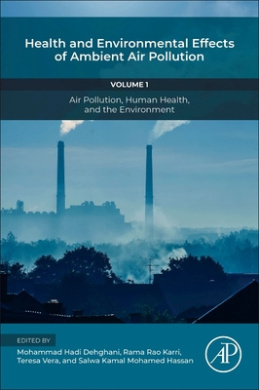 Health and Environmental Effects
of Ambient Air Pollution
VOLUME 1
Air Pollution, Human Health,
and the Environment
EDITED BY
Mohammad Hadi Dehghani, Rama Rao Karri,
Teresa Vera, and Salwa Kamal Mohamed Hassan
AP